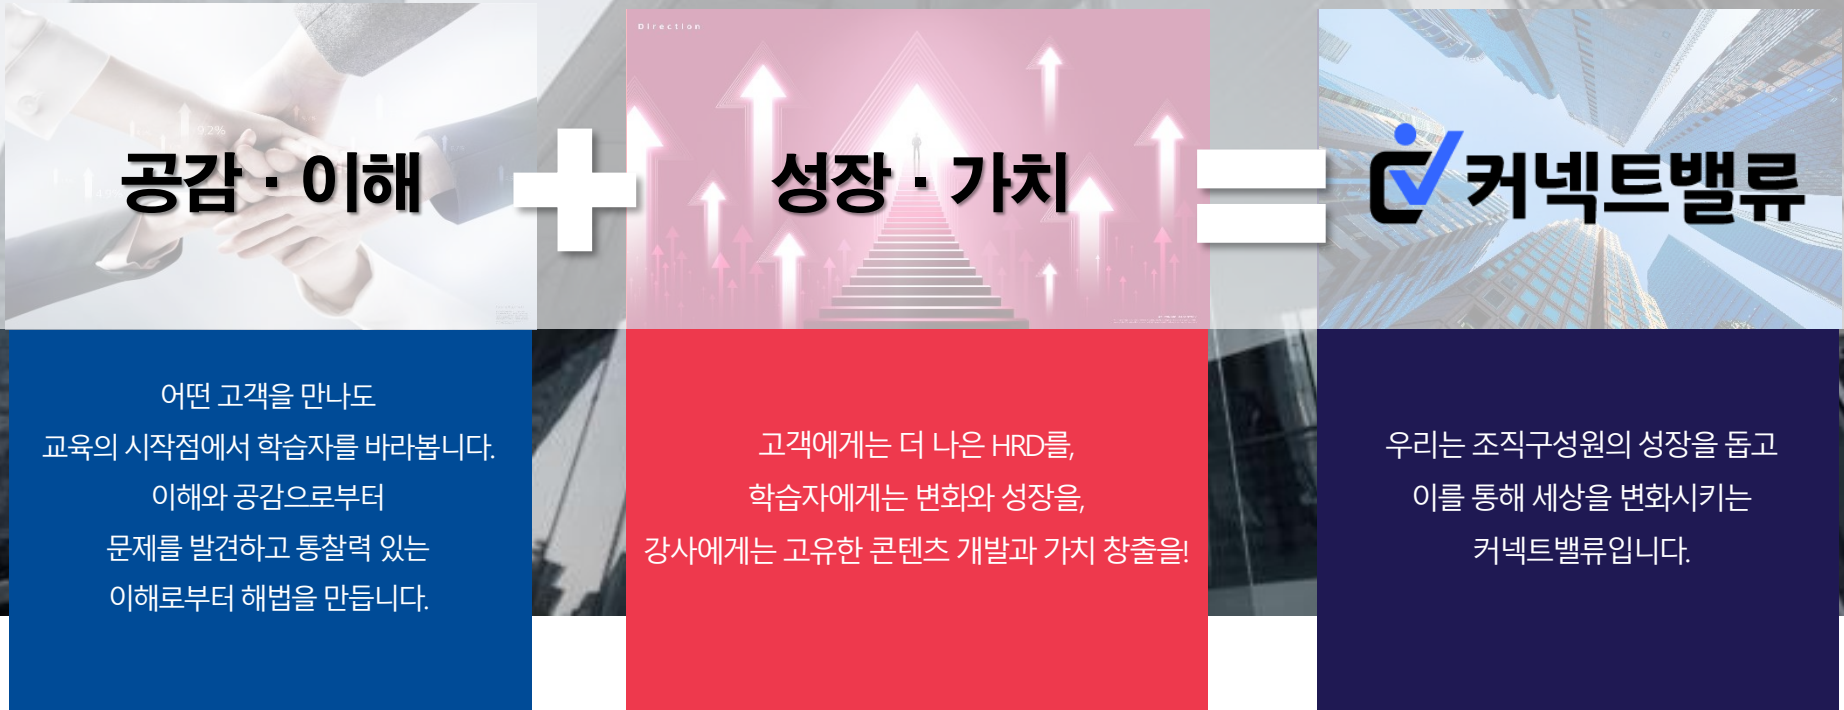 Direction
9.2%
공감 · 이해
+
성장 · 가치
=
커넥트밸류
어떤 고객을 만나도
교육의 시작점에서 학습자를 바라봅니다.
이해와 공감으로부터
문제를 발견하고 통찰력 있는
이해로부터 해법을 만듭니다.
고객에게는 더 나은 HRD를,
학습자에게는 변화와 성장을,
강사에게는 고유한 콘텐츠 개발과 가치 창출을!
우리는 조직구성원의 성장을 돕고
이를 통해 세상을 변화시키는
커넥트밸류입니다.